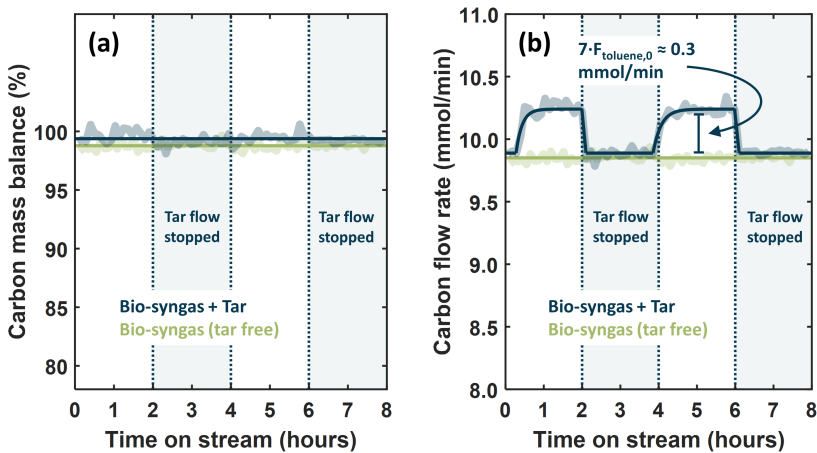 (a)
Carbon mass balance (%)
100
95
90
85
80
Tar flow
stopped
Tar flow
stopped
Bio-syngas + Tar
Bio-syngas (tar free)
0 1 2 3 4 5 6 7 8
Time on stream (hours)
(b)
Carbon flow rate (mmol/min)
11.0
10.5
10.0
9.5
9.0
8.5
8.0
7·Ftoluene,0 ≈ 0.3
mmol/min
Tar flow
stopped
Tar flow
stopped
Bio-syngas + Tar
Bio-syngas (tar free)
0 1 2 3 4 5 6 7 8
Time on stream (hours)